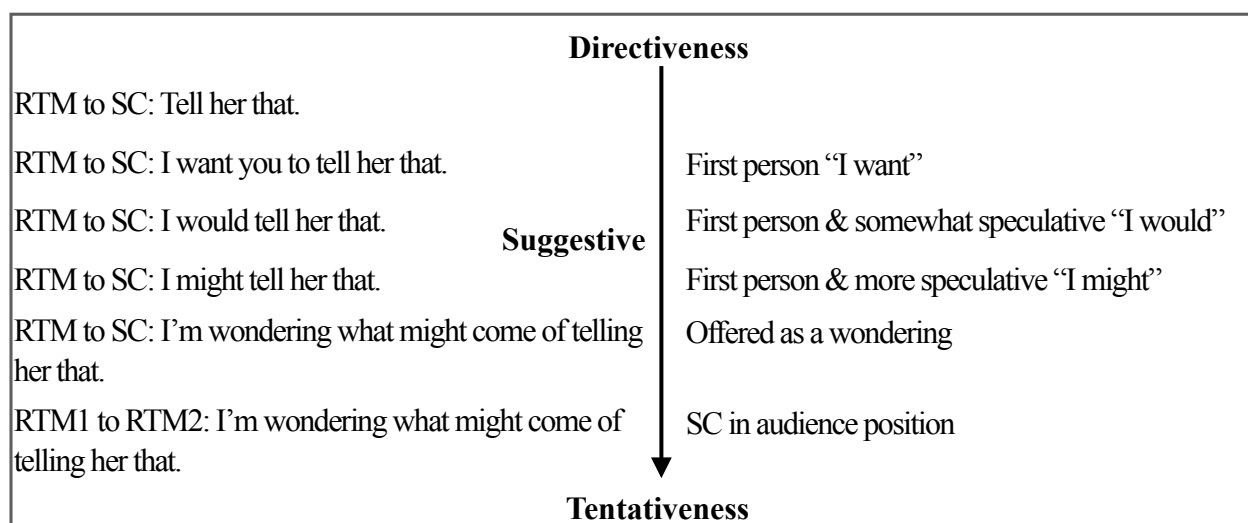 Directiveness
RTM to SC: Tell her that.
RTM to SC: I want you to tell her that.
First person “I want”
RTM to SC: I would tell her that.
First person & somewhat speculative “I would”
Suggestive
RTM to SC: I might tell her that.
First person & more speculative “I might”
RTM to SC: I’m wondering what might come of telling
her that.
Offered as a wondering
RTM1 to RTM2: I’m wondering what might come of
telling her that.
SC in audience position
Tentativeness